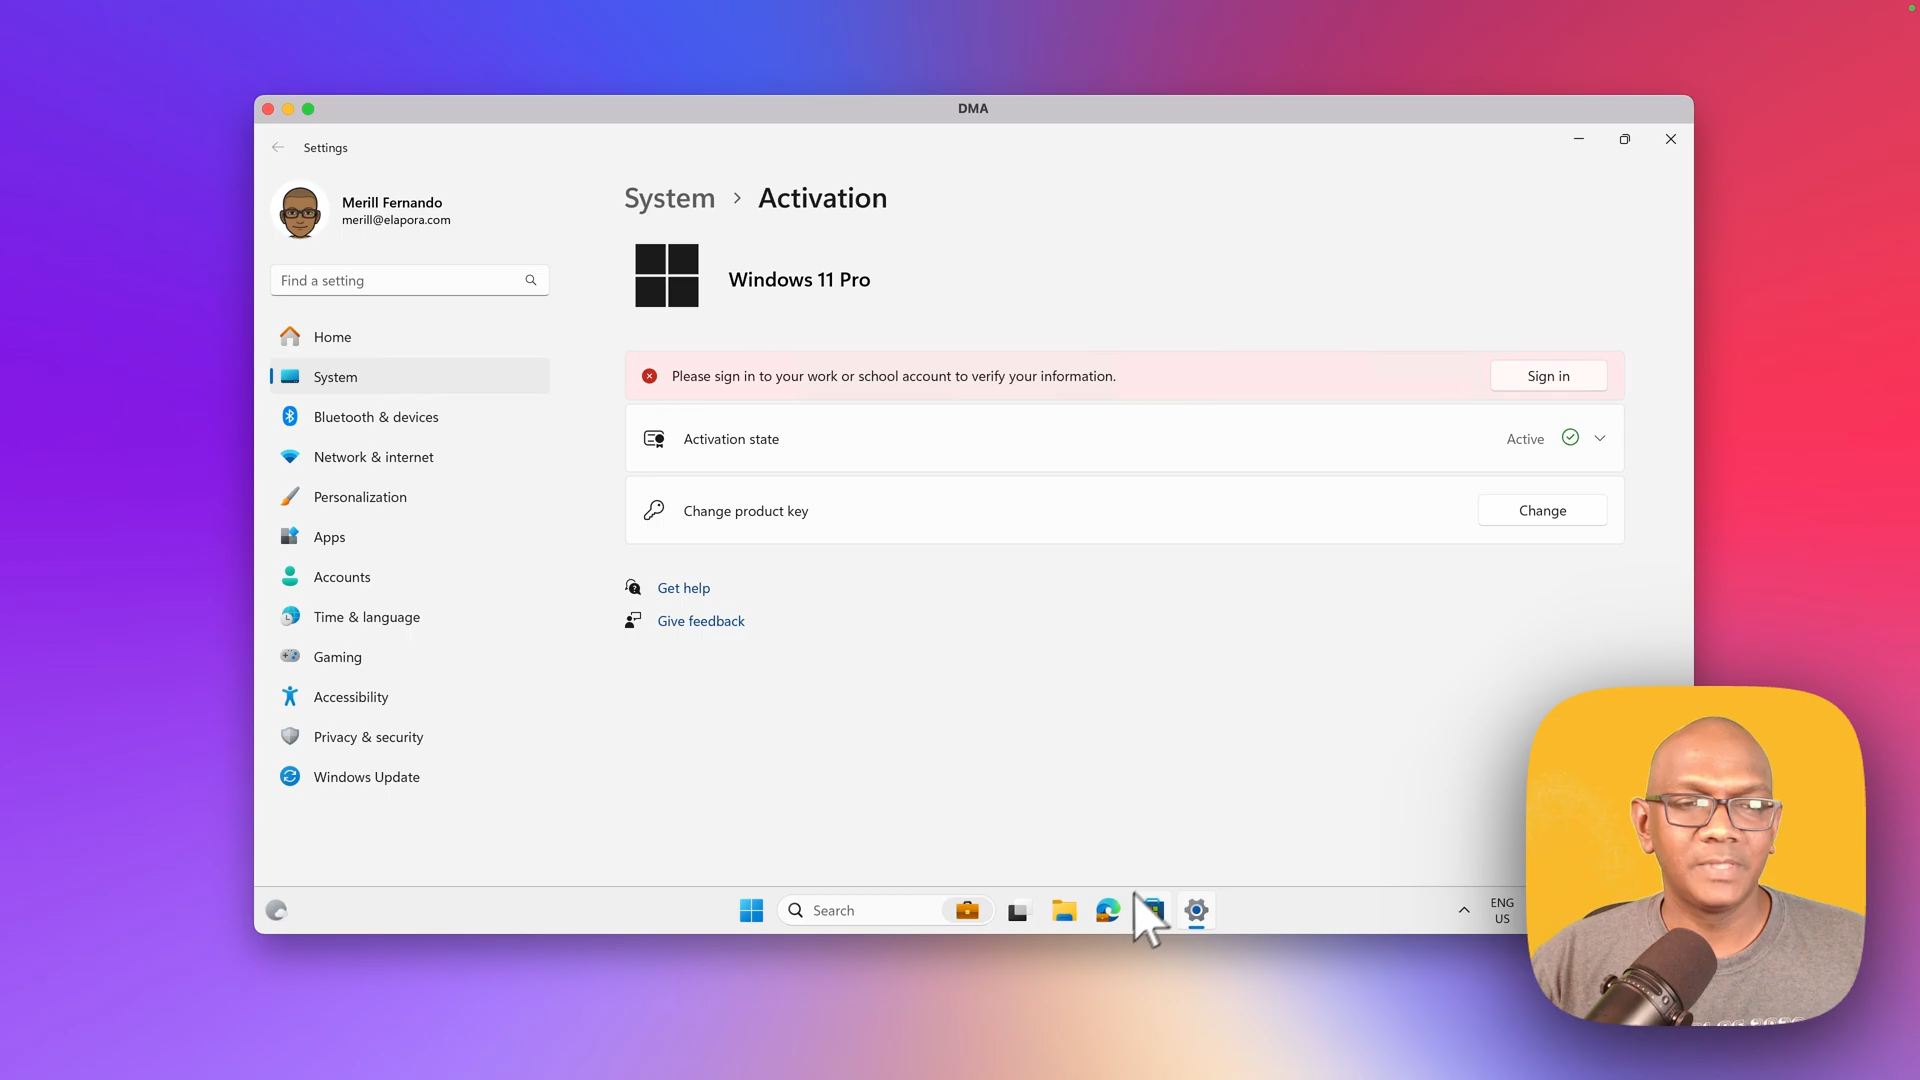 DMA
Settings
Merill Fernando
merill@elapora.com
Find a setting
Home
System
Bluetooth & devices
Network & internet
Personalization
Apps
Accounts
Time & language
Gaming
Accessibility
Privacy & security
Windows Update
System > Activation
Windows 11 Pro
Please sign in to your work or school account to verify your information.
Sign in
Activation state
Active
Change product key
Change
Get help
Give feedback
Search
ENG
US